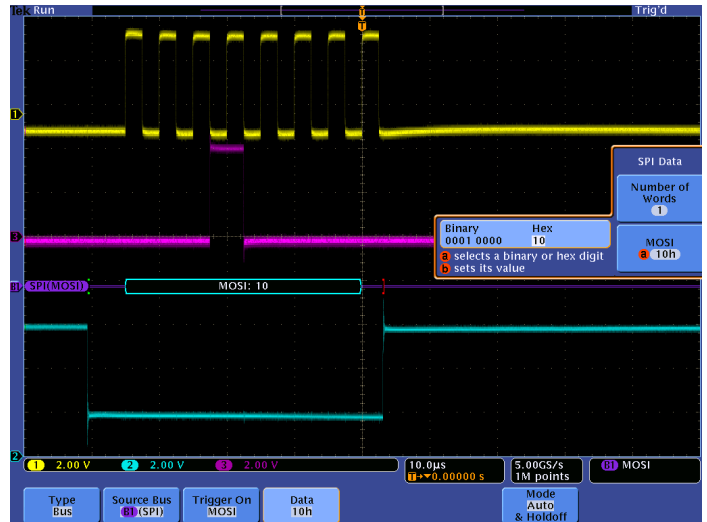 Tek Run
Trig'd
T
T
1
SPI Data
Number of
Words
1
Binary
Hex
0001 0000
10
MOSI
a 10h
a selects a binary or hex digit
b sets its value
3
B1
SPI(MOSI)
MOSI: 10
2
1 2.00 V
2 2.00 V
3 2.00 V
10.0µs
T→▼0.00000 s
5.00GS/s
1M points
B1 MOSI
Type
Bus
Source Bus
B1 (SPI)
Trigger On
MOSI
Data
10h
Mode
Auto
& Holdoff